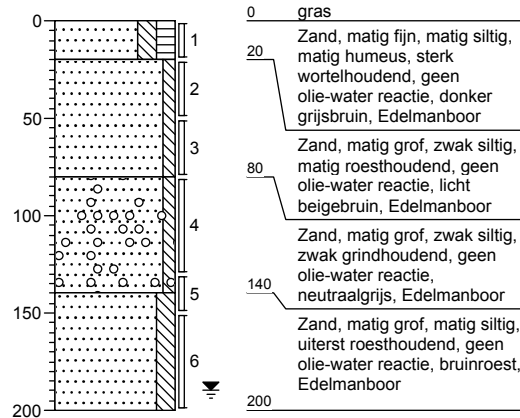 0
50
100
150
200
1
2
3
4
5
6
0 gras
Zand, matig fijn, matig siltig,
matig humeus, sterk
wortelhoudend, geen
olie-water reactie, donker
grijsbruin, Edelmanboor
20
Zand, matig grof, zwak siltig,
matig roesthoudend, geen
olie-water reactie, licht
beigebruin, Edelmanboor
80
Zand, matig grof, zwak siltig,
zwak grindhoudend, geen
olie-water reactie,
neutraalgrijs, Edelmanboor
140
Zand, matig grof, matig siltig,
uiterst roesthoudend, geen
olie-water reactie, bruinroest,
Edelmanboor
200